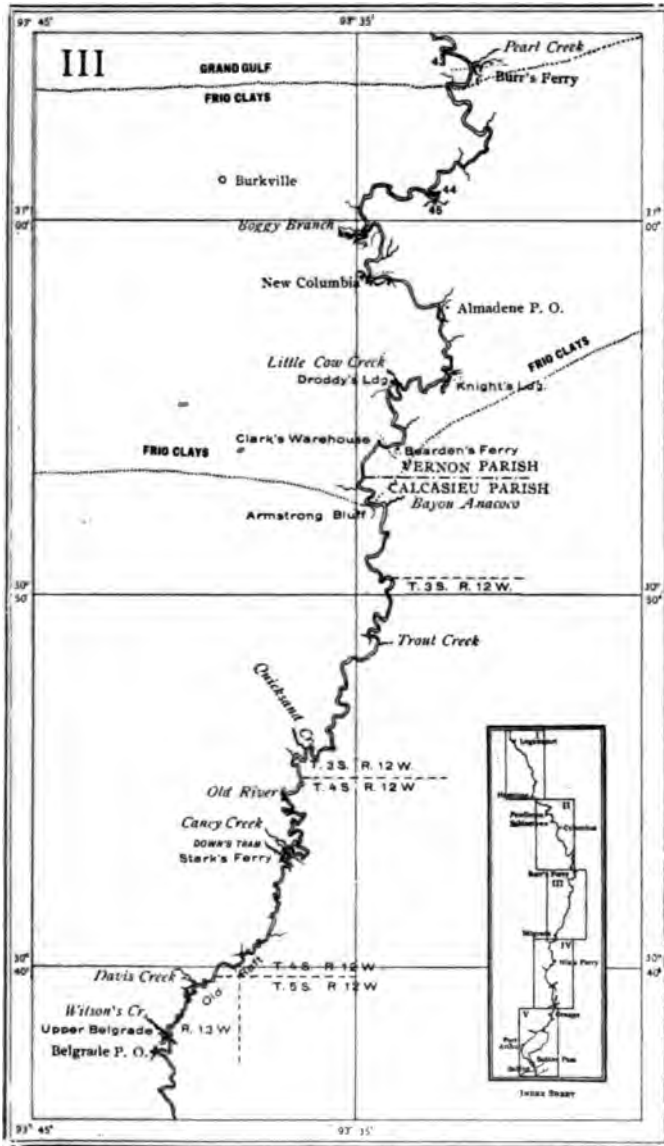 93° 45'
93° 35'
III
GRAND GULF
FRIO CLAYS
43
Pearl Creek
Burr's Ferry
Burkville
44
45
31°
00'
31°
00'
Boggy Branch
New Columbia
Almadene P. O.
FRIO CLAYS
Little Cow Creek
Droddy's Ldg.
Knight's Ldg.
Clark's Warehouse
Bearden's Ferry
FRIO CLAYS
VERNON PARISH
CALCASIEU PARISH
Bayou Anacoco
Armstrong Bluff
30°
50'
T. 3 S. R. 12 W.
30°
50'
Trout Creek
Quicksand Cr.
T. 3 S. R. 12 W.
T. 4 S. R. 12 W.
Old River
Caney Creek
DOWN'S TRAM
Stark's Ferry
30°
40'
T. 4 S. R. 12 W.
T. 5 S. R. 12 W.
30°
40'
Old Raft
Davis Creek
Wilson's Cr.
Upper Belgrade
R. 13 W
Belgrade P. O.
Logansport
II
Columbus
Burr's Ferry
III
IV
Orange
V
Port
Sabine Pass
INDEX SHEET
93° 45'
93° 35'